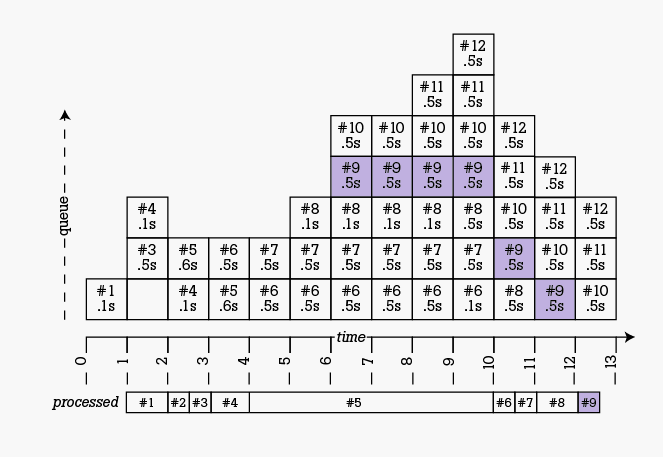 #12
.5s
#11 #11
.5s .5s
#10 #10 #10 #10 #12
.5s .5s .5s .5s .5s
#9 #9 #9 #9 #11 #12
.5s .5s .5s .5s .5s .5s
queue
#4 #8 #8 #8 #8 #8 #10 #11 #12
.1s .1s .1s .1s .1s .5s .5s .5s .5s
#3 #5 #6 #7 #7 #7 #7 #7 #7 #9 #10 #11
.5s .6s .5s .5s .5s .5s .5s .5s .5s .5s .5s .5s
#1 #4 #5 #6 #6 #6 #6 #6 #6 #8 #9 #10
.1s .1s .6s .5s .5s .5s .5s .5s .1s .5s .5s .5s
time
0 1 2 3 4 5 6 7 8 9 10 11 12 13
processed #1 #2 #3 #4 #5 #6 #7 #8 #9